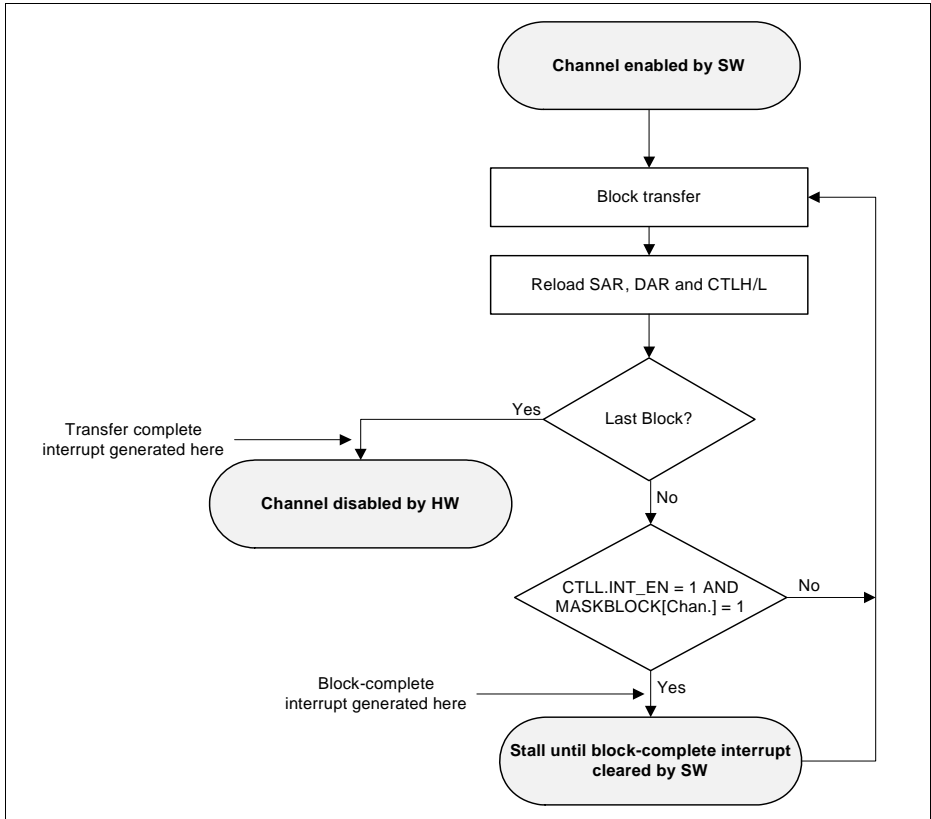 Channel enabled by SW
Block transfer
Reload SAR, DAR and CTLH/L
Last Block?
Yes
Transfer complete
interrupt generated here
Channel disabled by HW
No
CTLL.INT_EN = 1 AND
MASKBLOCK[Chan.] = 1
No
Block-complete
interrupt generated here
Yes
Stall until block-complete interrupt
cleared by SW